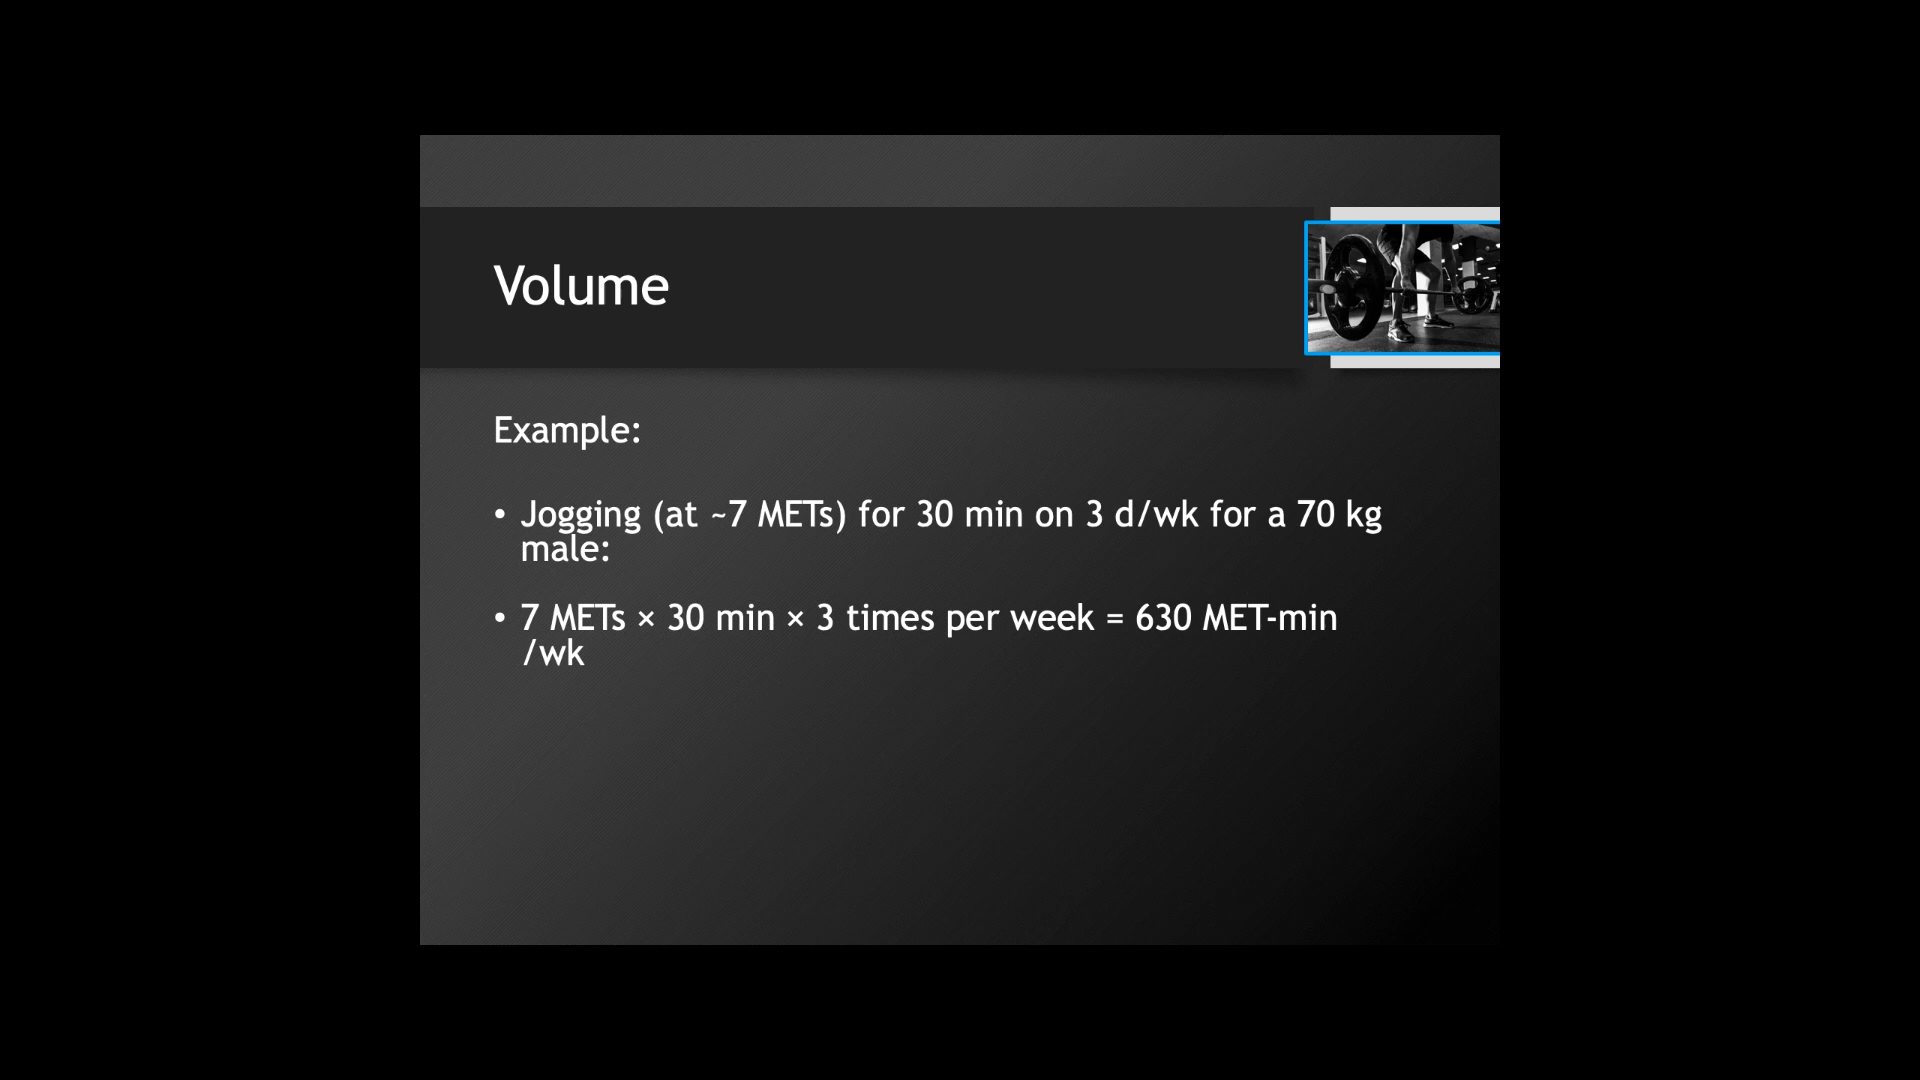 Volume
Example:
• Jogging (at ~7 METs) for 30 min on 3 d/wk for a 70 kg
male:
• 7 METs × 30 min × 3 times per week = 630 MET-min
/wk